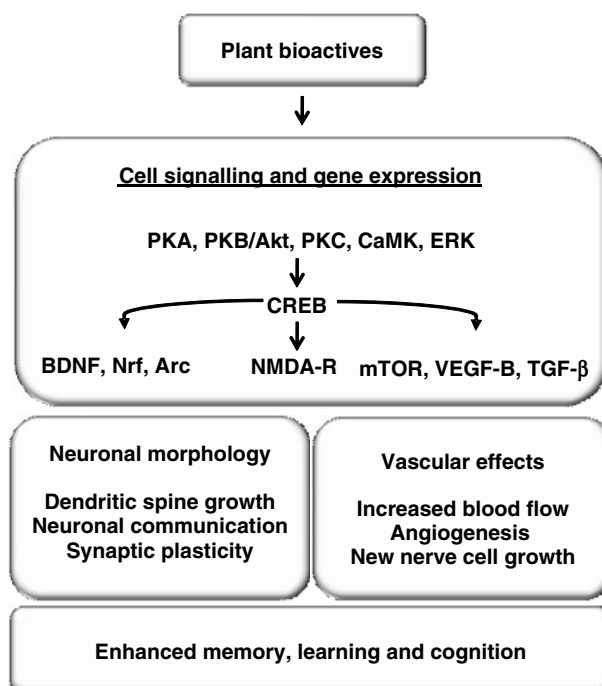 Plant bioactives
Cell signalling and gene expression
PKA, PKB/Akt, PKC, CaMK, ERK
CREB
BDNF, Nrf, Arc
NMDA-R
mTOR, VEGF-B, TGF-β
Neuronal morphology
Dendritic spine growth
Neuronal communication
Synaptic plasticity
Vascular effects
Increased blood flow
Angiogenesis
New nerve cell growth
Enhanced memory, learning and cognition